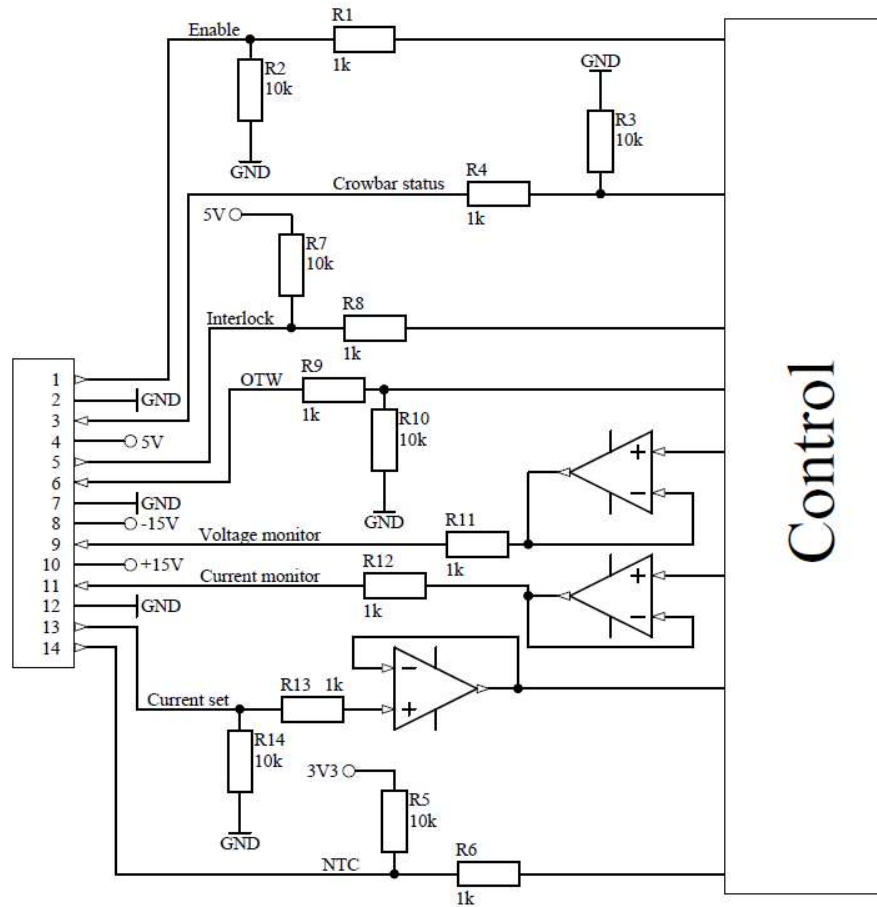 R1
Enable
1k
GND
R2
10k
R3
10k
GND
R4
Crowbar status
1k
5V
R7
10k
R8
Interlock
1k
R9
OTW
1k
R10
10k
GND
1
2
GND
3
4
5V
5
6
7
GND
8
-15V
9
10
+15V
11
12
GND
13
14
+
−
R11
Voltage monitor
1k
R12
Current monitor
1k
+
−
−
+
R13 1k
Current set
R14
10k
GND
3V3
R5
10k
R6
NTC
1k
Control